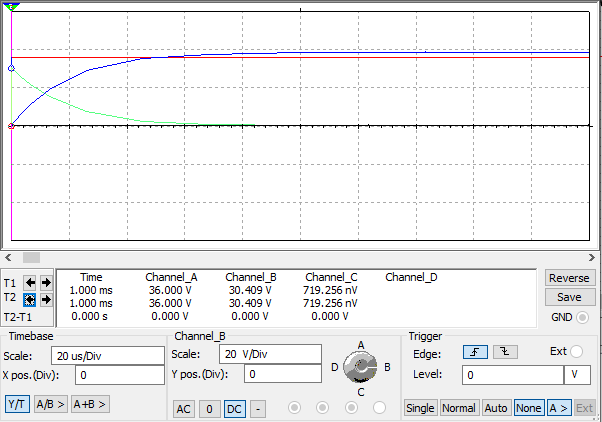 Time Channel_A Channel_B Channel_C Channel_D
T1 1.000 ms 36.000 V 30.409 V 719.256 nV
T2 1.000 ms 36.000 V 30.409 V 719.256 nV
T2-T1 0.000 s 0.000 V 0.000 V 0.000 V
Reverse
Save
GND
Timebase
Scale: 20 us/Div
X pos.(Div): 0
Y/T A/B > A+B >
Channel_B
Scale: 20 V/Div
Y pos.(Div): 0
AC 0 DC -
A
D B
C
Trigger
Edge: Ext
Level: 0 V
Single Normal Auto None A > Ext